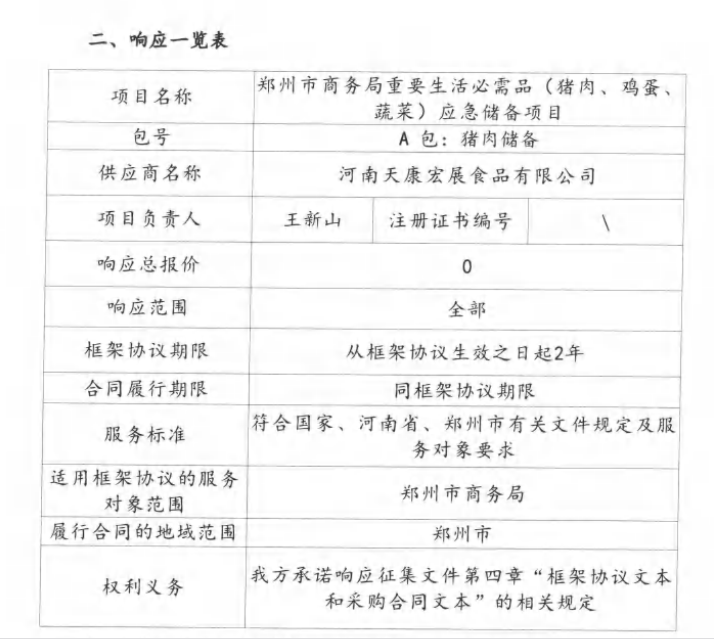 二、响应一览表
项目名称
郑州市商务局重要生活必需品（猪肉、鸡蛋、
蔬菜）应急储备项目
包号
A 包：猪肉储备
供应商名称
河南天康宏展食品有限公司
项目负责人
王新山
注册证书编号
\
响应总报价
0
响应范围
全部
框架协议期限
从框架协议生效之日起2年
合同履行期限
同框架协议期限
服务标准
符合国家、河南省、郑州市有关文件规定及服
务对象要求
适用框架协议的服务
对象范围
郑州市商务局
履行合同的地域范围
郑州市
权利义务
我方承诺响应征集文件第四章“框架协议文本
和采购合同文本”的相关规定